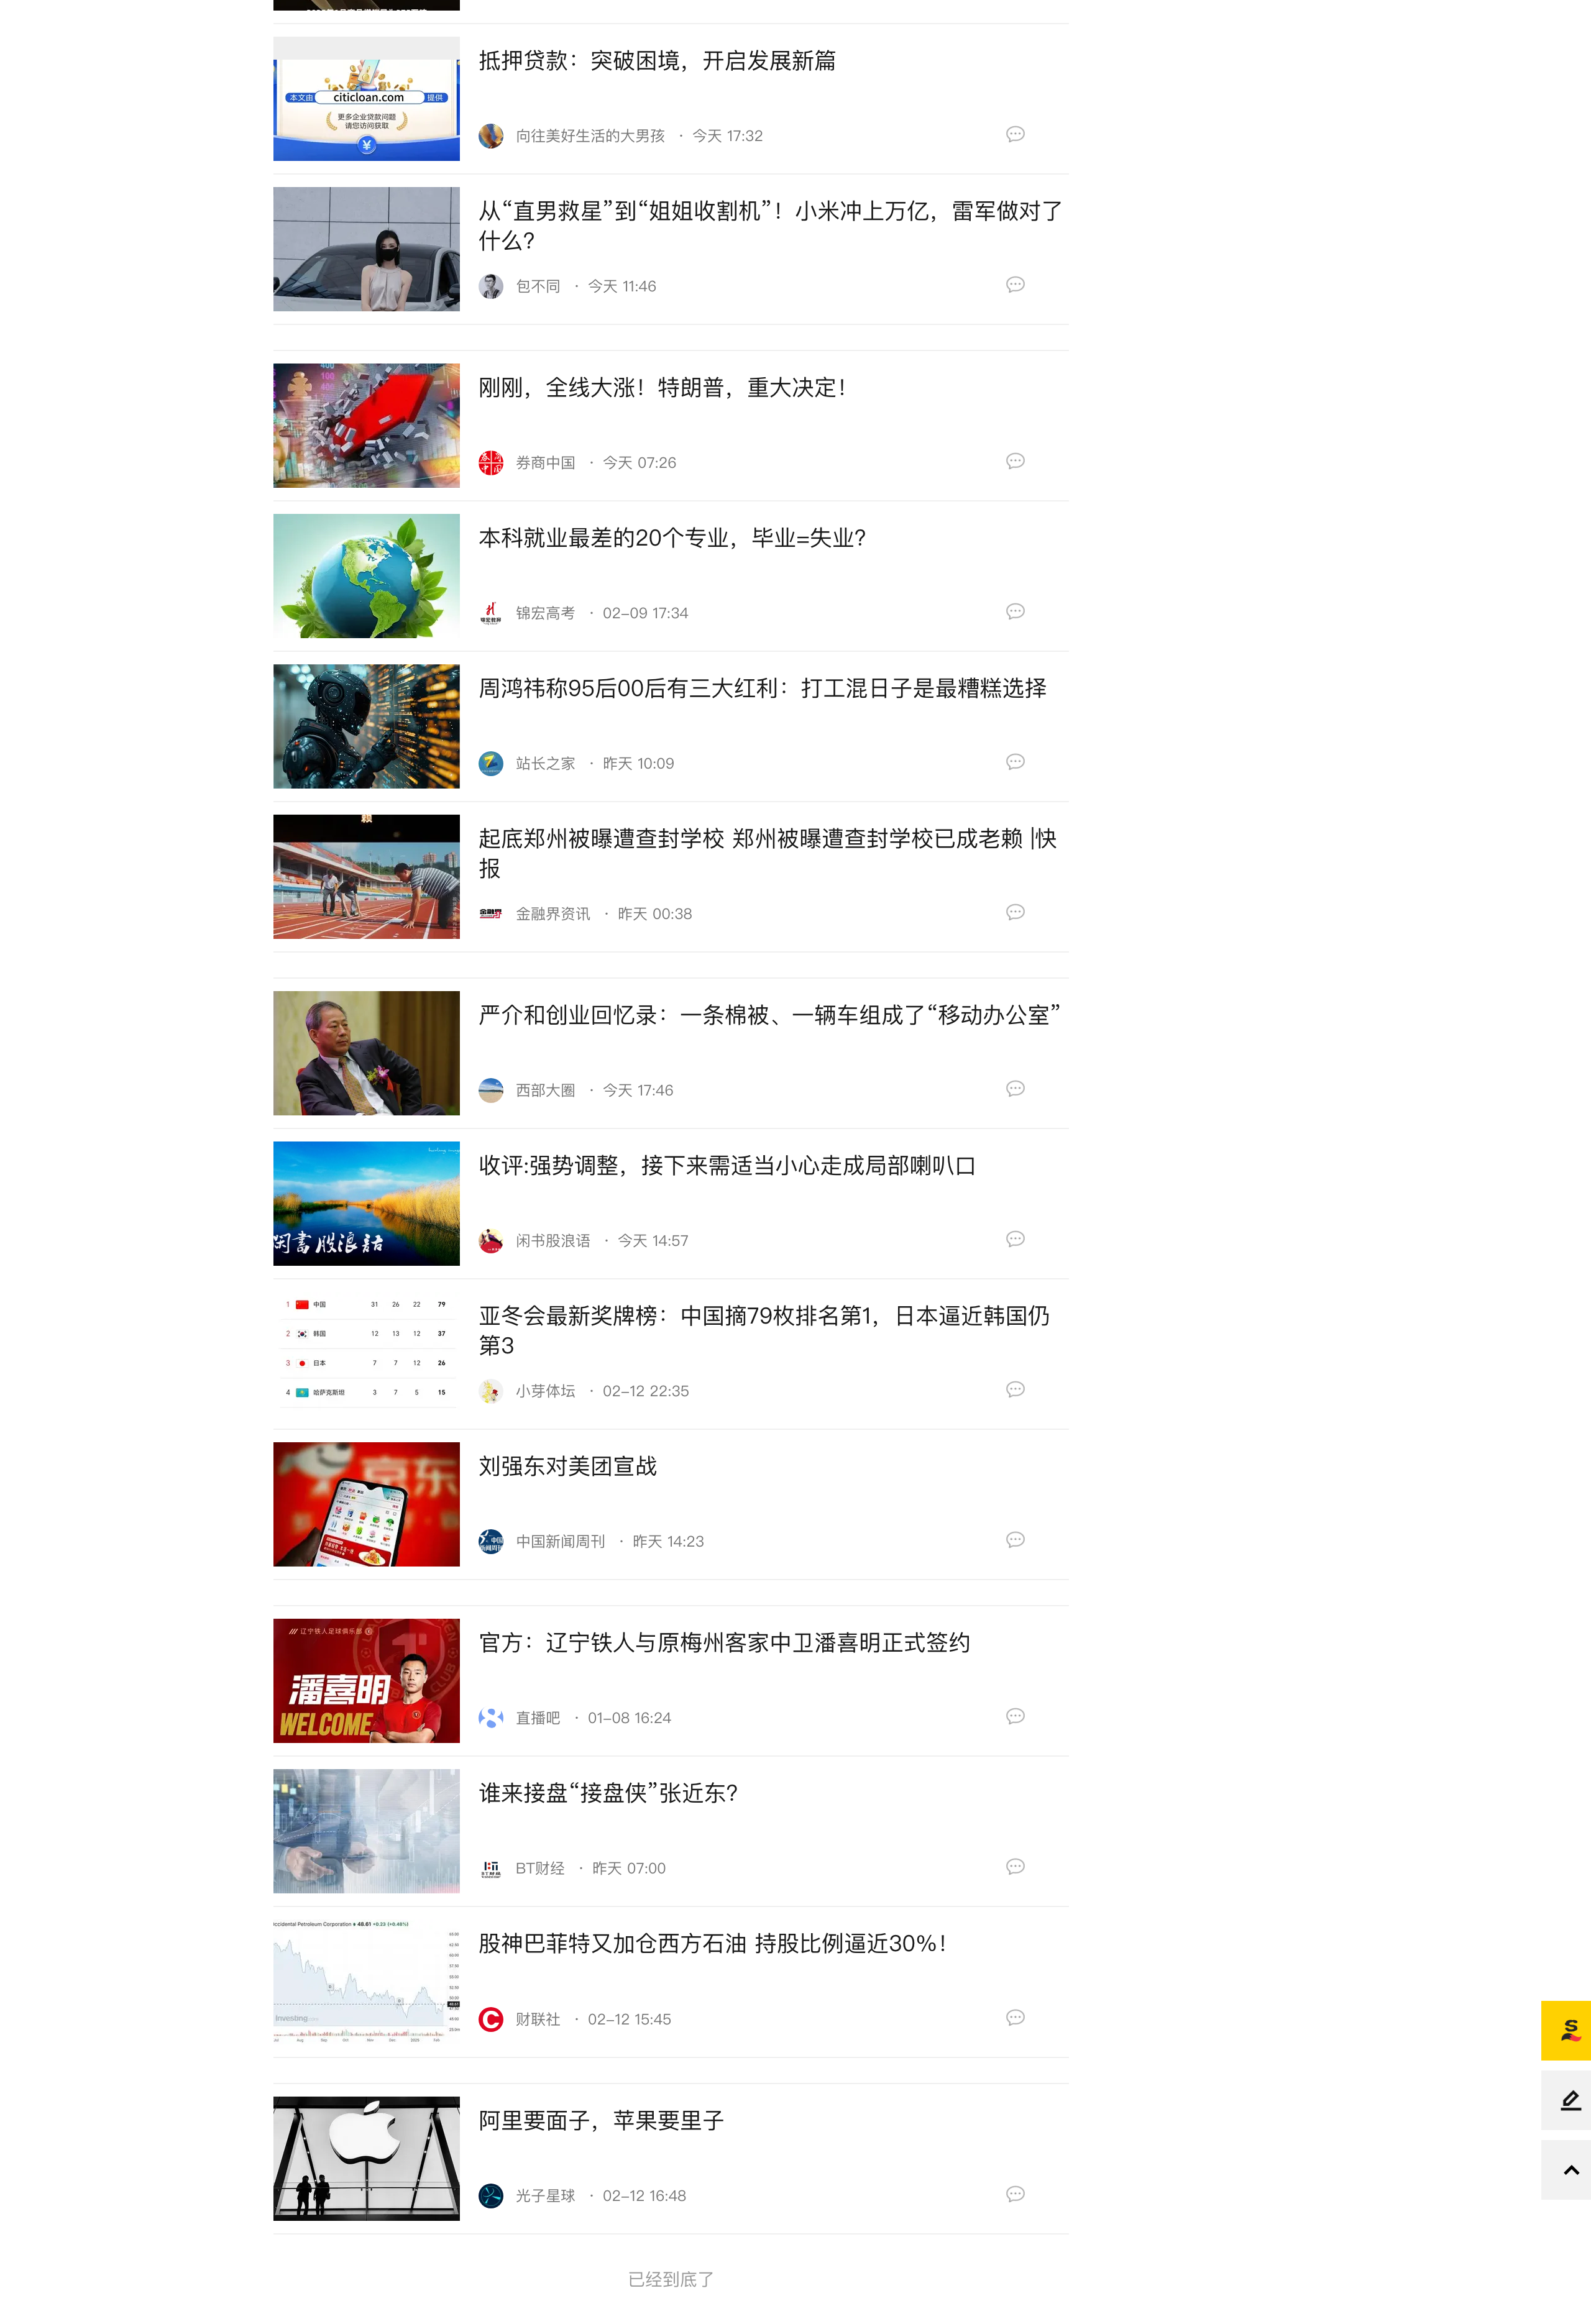 抵押贷款：突破困境，开启发展新篇
本文由 citicloan.com 提供
更多企业贷款问题
请您访问获取
向往美好生活的大男孩 · 今天 17:32
从“直男救星”到“姐姐收割机”！小米冲上万亿，雷军做对了
什么？
包不同 · 今天 11:46
刚刚，全线大涨！特朗普，重大决定！
券商中国 · 今天 07:26
本科就业最差的20个专业，毕业=失业？
锦宏高考 · 02-09 17:34
周鸿祎称95后00后有三大红利：打工混日子是最糟糕选择
站长之家 · 昨天 10:09
赖
起底郑州被曝遭查封学校 郑州被曝遭查封学校已成老赖 |快
报
金融界
金融界资讯 · 昨天 00:38
严介和创业回忆录：一条棉被、一辆车组成了“移动办公室”
西部大圈 · 今天 17:46
收评:强势调整，接下来需适当小心走成局部喇叭口
闲書股浪語
闲书股浪语 · 今天 14:57
1 中国 31 26 22 79
2 韩国 12 13 12 37
3 日本 7 7 12 26
4 哈萨克斯坦 3 7 5 15
亚冬会最新奖牌榜：中国摘79枚排名第1，日本逼近韩国仍
第3
小芽体坛 · 02-12 22:35
京东
刘强东对美团宣战
中国新闻周刊 · 昨天 14:23
辽宁铁人足球俱乐部
潘喜明
WELCOME
官方：辽宁铁人与原梅州客家中卫潘喜明正式签约
直播吧 · 01-08 16:24
谁来接盘“接盘侠”张近东？
BT财经 · 昨天 07:00
ccidental Petroleum Corporation 48.61 +0.23 (+0.48%)
Investing
股神巴菲特又加仓西方石油 持股比例逼近30%！
财联社 · 02-12 15:45
阿里要面子，苹果要里子
光子星球 · 02-12 16:48
已经到底了